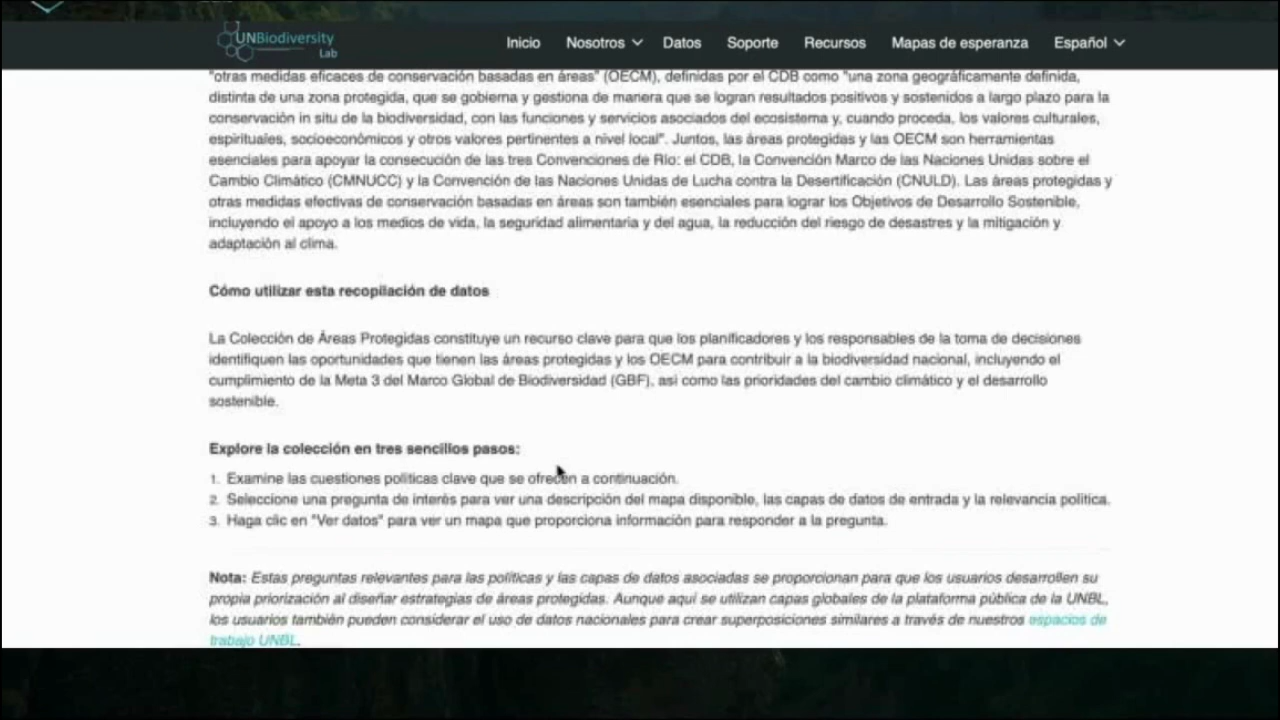 UNBiodiversity
Lab
Inicio Nosotros Datos Soporte Recursos Mapas de esperanza Español
"otras medidas eficaces de conservación basadas en áreas" (OECM), definidas por el CDB como "una zona geográficamente definida,
distinta de una zona protegida, que se gobierna y gestiona de manera que se logran resultados positivos y sostenidos a largo plazo para la
conservación in situ de la biodiversidad, con las funciones y servicios asociados del ecosistema y, cuando proceda, los valores culturales,
espirituales, socioeconómicos y otros valores pertinentes a nivel local". Juntos, las áreas protegidas y las OECM son herramientas
esenciales para apoyar la consecución de las tres Convenciones de Río: el CDB, la Convención Marco de las Naciones Unidas sobre el
Cambio Climático (CMNUCC) y la Convención de las Naciones Unidas de Lucha contra la Desertificación (CNULD). Las áreas protegidas y
otras medidas efectivas de conservación basadas en áreas son también esenciales para lograr los Objetivos de Desarrollo Sostenible,
incluyendo el apoyo a los medios de vida, la seguridad alimentaria y del agua, la reducción del riesgo de desastres y la mitigación y
adaptación al clima.
Cómo utilizar esta recopilación de datos
La Colección de Áreas Protegidas constituye un recurso clave para que los planificadores y los responsables de la toma de decisiones
identifiquen las oportunidades que tienen las áreas protegidas y los OECM para contribuir a la biodiversidad nacional, incluyendo el
cumplimiento de la Meta 3 del Marco Global de Biodiversidad (GBF), así como las prioridades del cambio climático y el desarrollo
sostenible.
Explore la colección en tres sencillos pasos:
1. Examine las cuestiones políticas clave que se ofrecen a continuación.
2. Seleccione una pregunta de interés para ver una descripción del mapa disponible, las capas de datos de entrada y la relevancia política.
3. Haga clic en "Ver datos" para ver un mapa que proporciona información para responder a la pregunta.
Nota: Estas preguntas relevantes para las políticas y las capas de datos asociadas se proporcionan para que los usuarios desarrollen su
propia priorización al diseñar estrategias de áreas protegidas. Aunque aquí se utilizan capas globales de la plataforma pública de la UNBL,
los usuarios también pueden considerar el uso de datos nacionales para crear superposiciones similares a través de nuestros espacios de
trabajo UNBL.